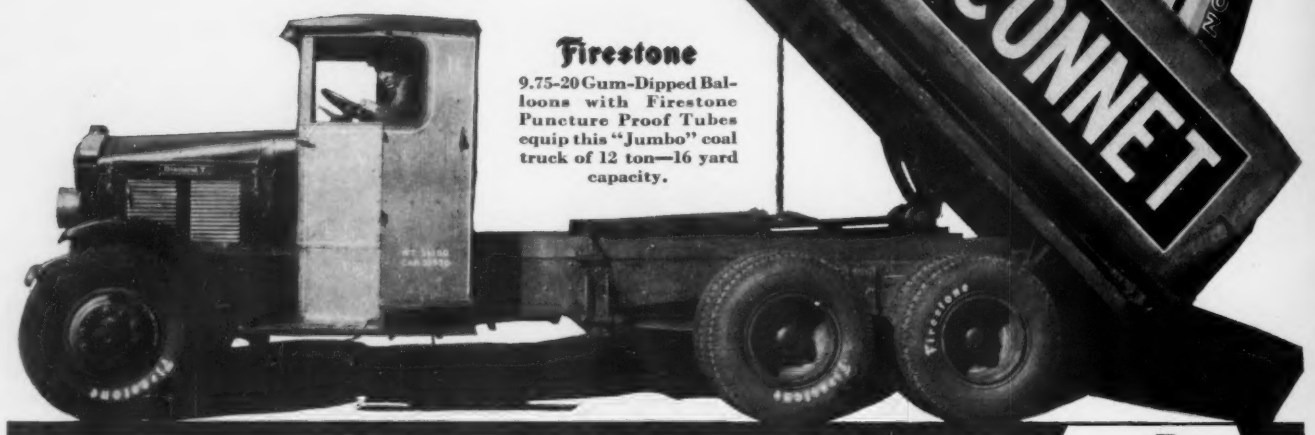 Firestone
9.75-20 Gum-Dipped Bal-
loons with Firestone
Puncture Proof Tubes
equip this "Jumbo" coal
truck of 12 ton—16 yard
capacity.
CONNET
Firestone
Firestone
Firestone